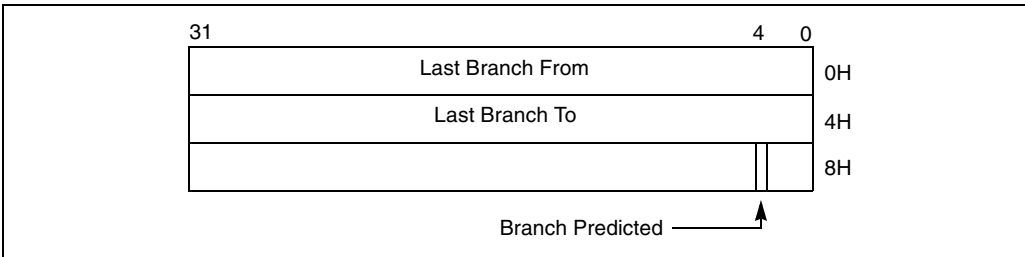 31 4 0
Last Branch From 0H
Last Branch To 4H
8H
Branch Predicted